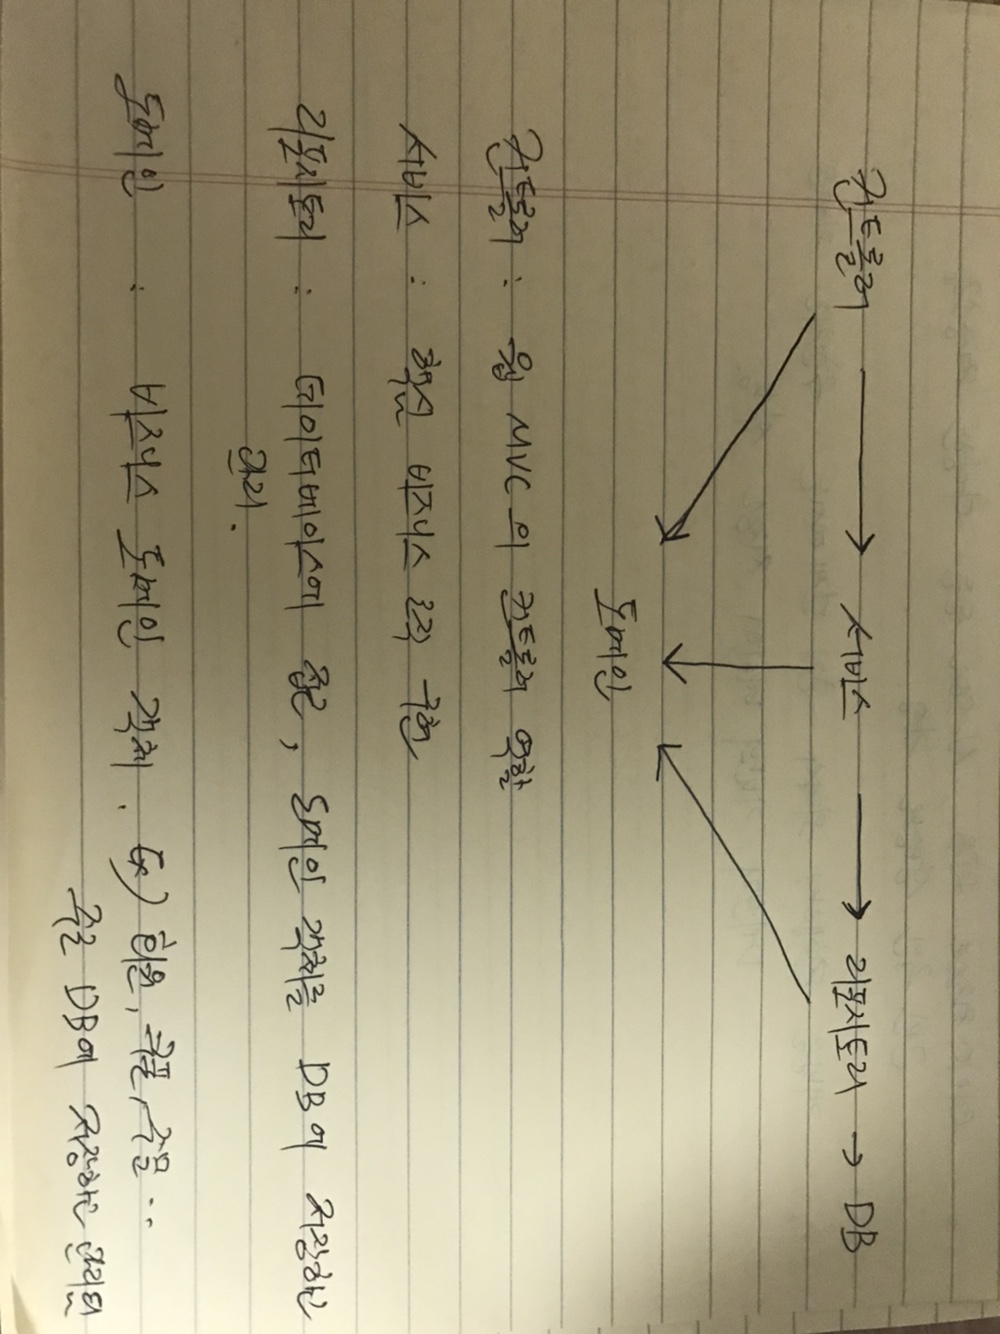 컨트롤러 → 서비스 → 리포지토리 → DB
도메인
컨트롤러 : 웹 MVC의 컨트롤러 역할
서비스 : 핵심 비즈니스 로직 구현
리포지토리 : 데이터베이스에 접근, 도메인 객체를 DB에 저장하고
관리.
도메인 : 비즈니스 도메인 객체. Ex) 회원, 쿠폰, 주문..
주로 DB에 저장하고 관리됨